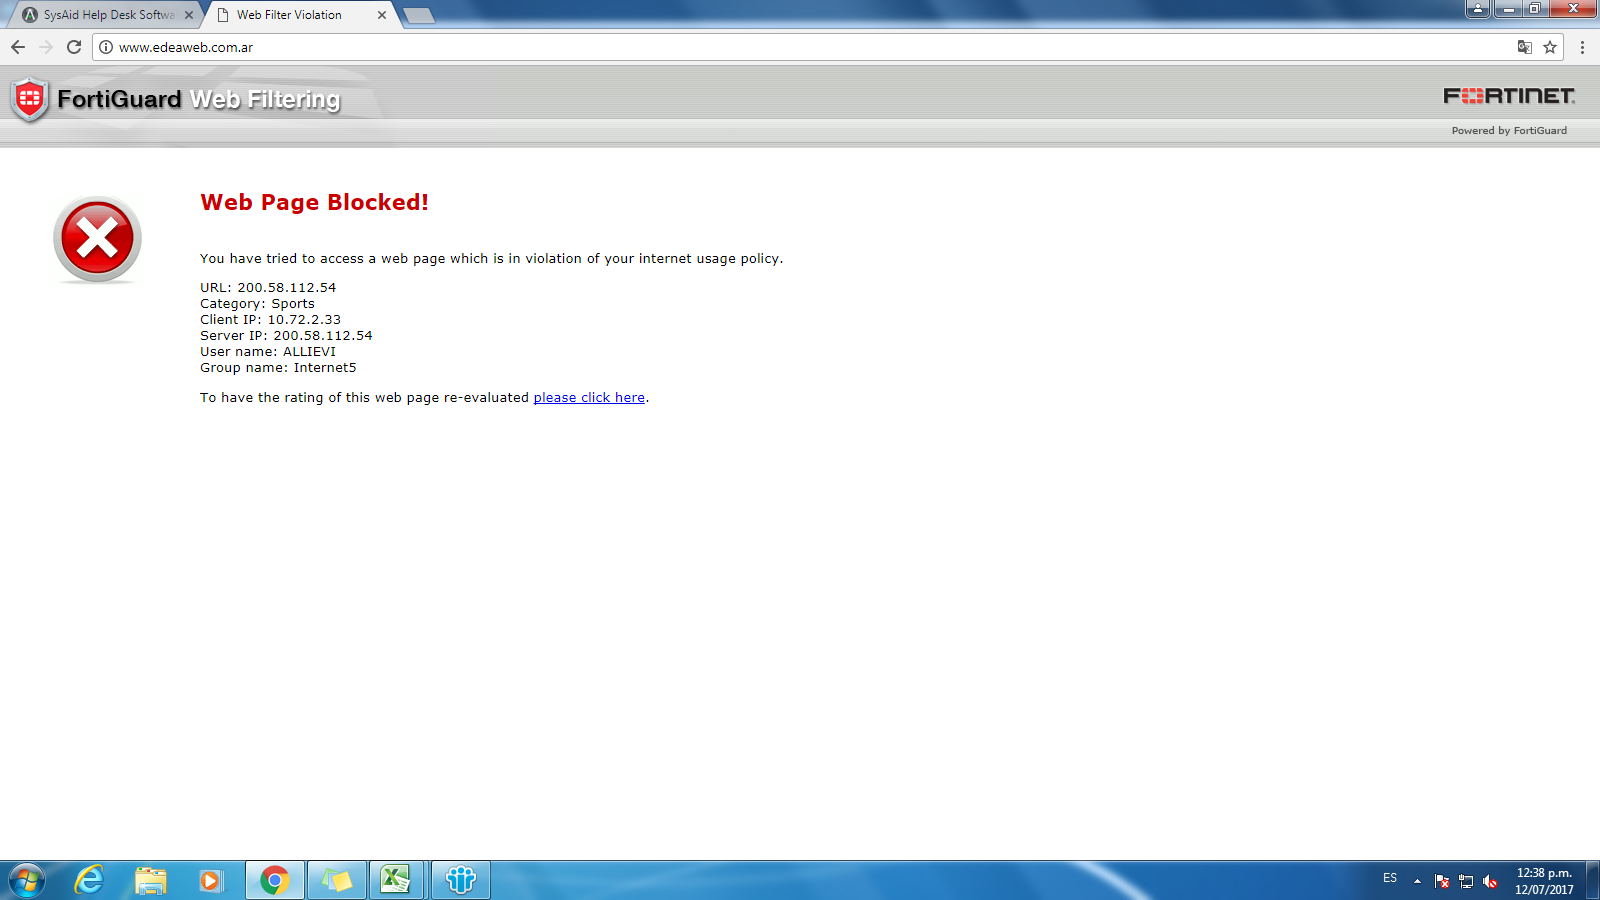 SysAid Help Desk Softwa
Web Filter Violation
www.edeaweb.com.ar
FortiGuard Web Filtering
FORTINET
Powered by FortiGuard
Web Page Blocked!
You have tried to access a web page which is in violation of your internet usage policy.
URL: 200.58.112.54
Category: Sports
Client IP: 10.72.2.33
Server IP: 200.58.112.54
User name: ALLIEVI
Group name: Internet5
To have the rating of this web page re-evaluated please click here.
ES
12:38 p.m.
12/07/2017